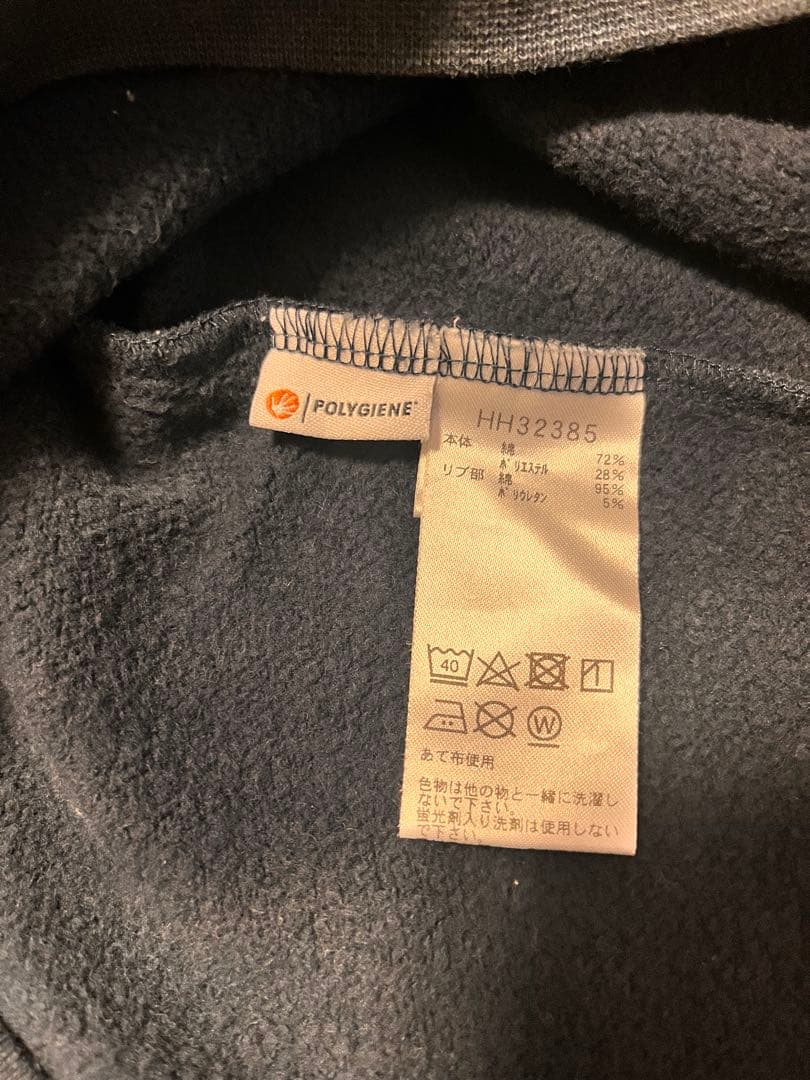 POLYGIENE
HH32385
本体 綿 72%
ポリエステル 28%
リブ部 綿 95%
ポリウレタン 5%
40
W
あて布使用
色物は他の物と一緒に洗濯し
ないで下さい。
蛍光剤入り洗剤は使用しない
で下さい。